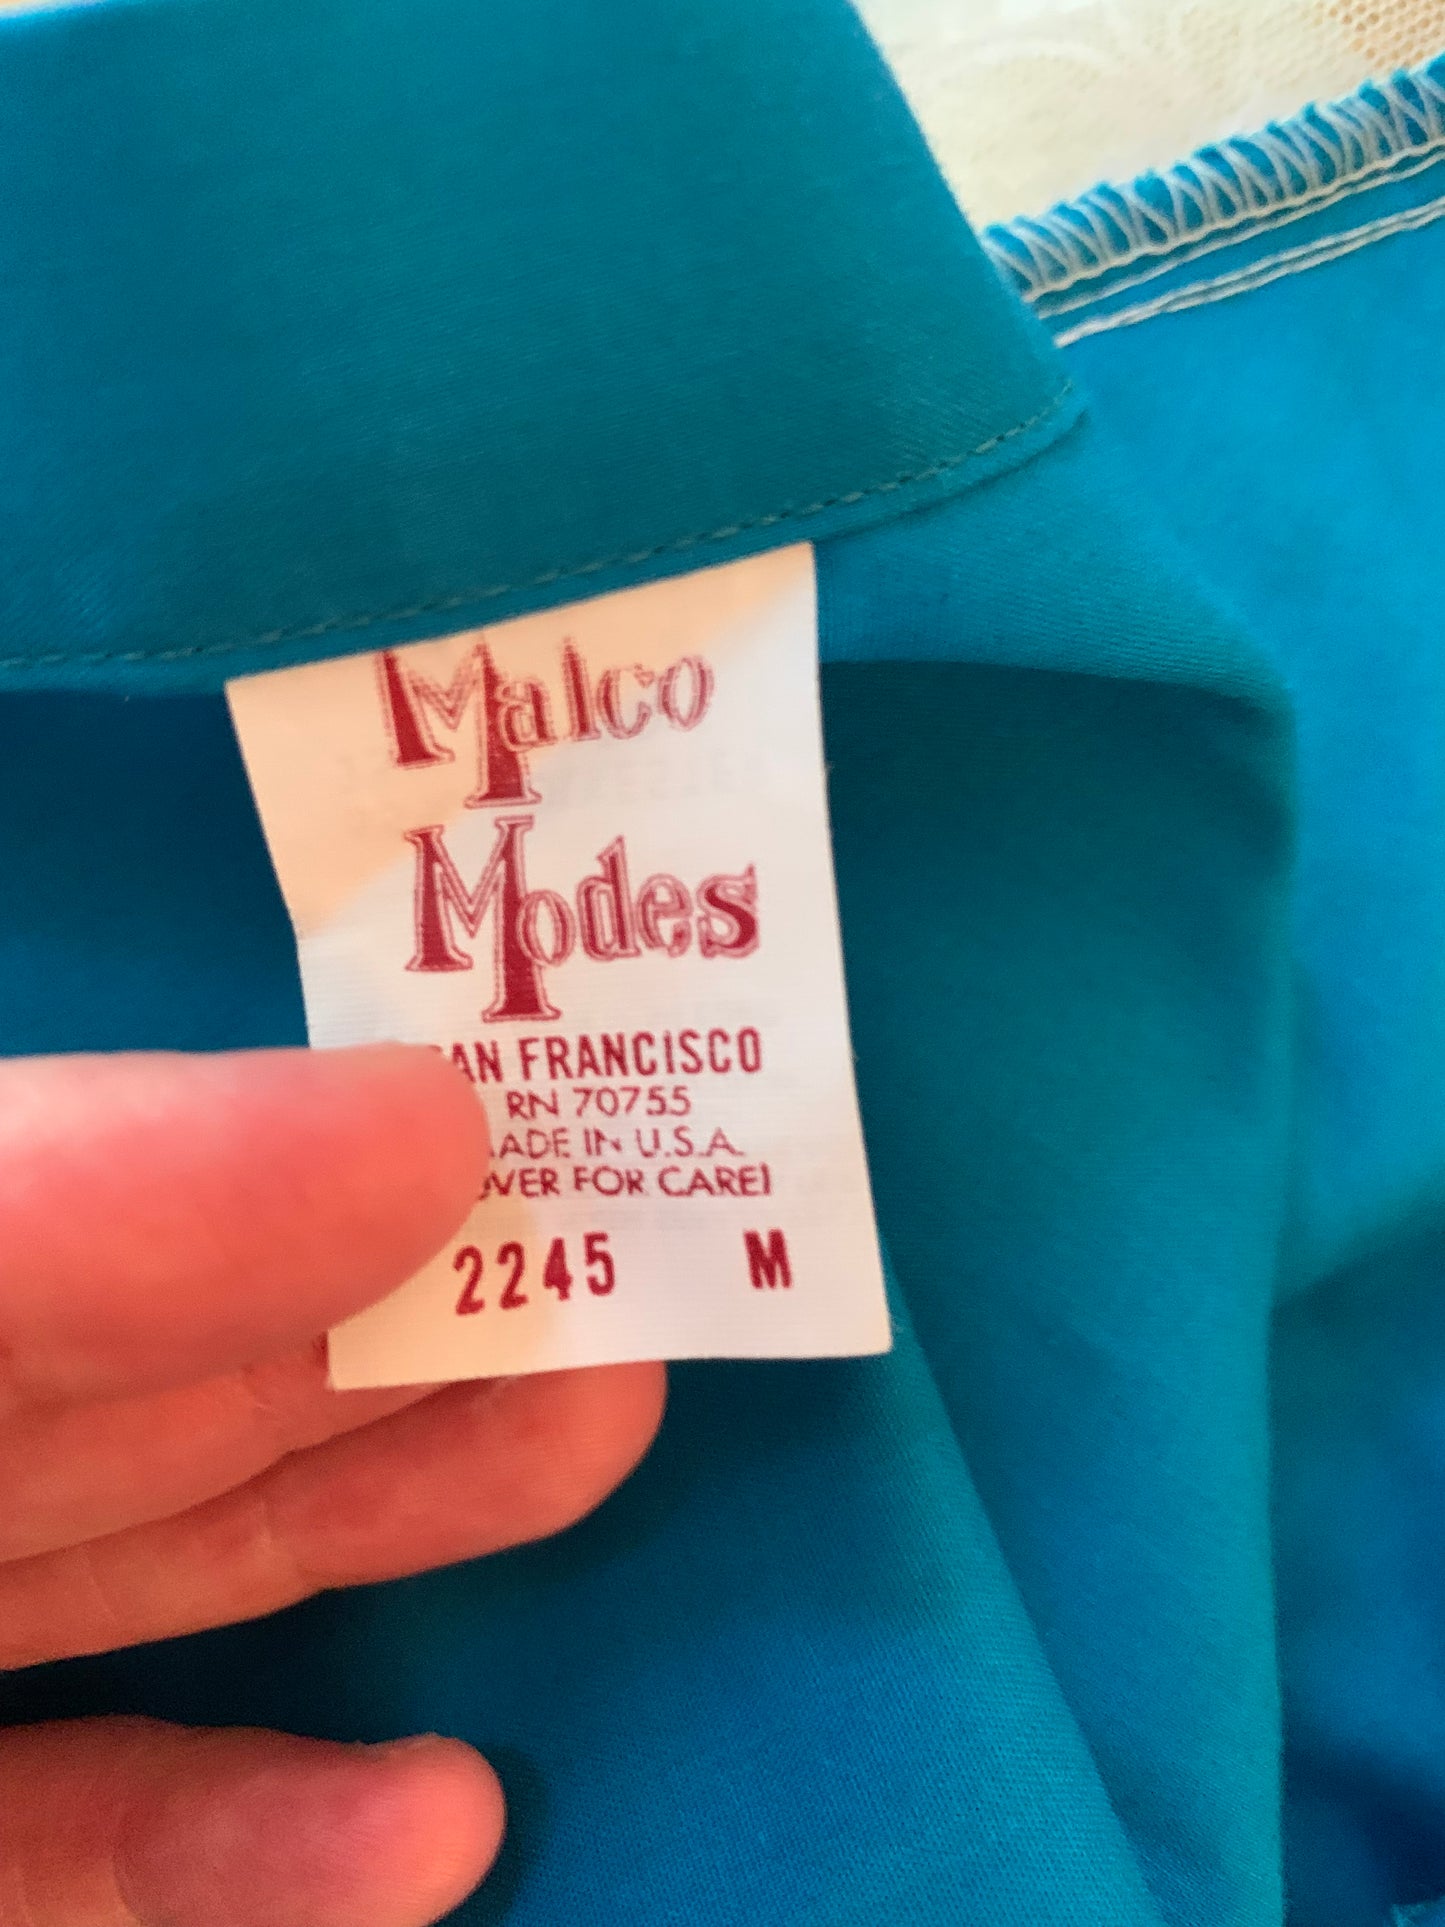 Malco
Modes
AN FRANCISCO
RN 70755
ADE IN U.S.A.
VER FOR CARE!
2245 M